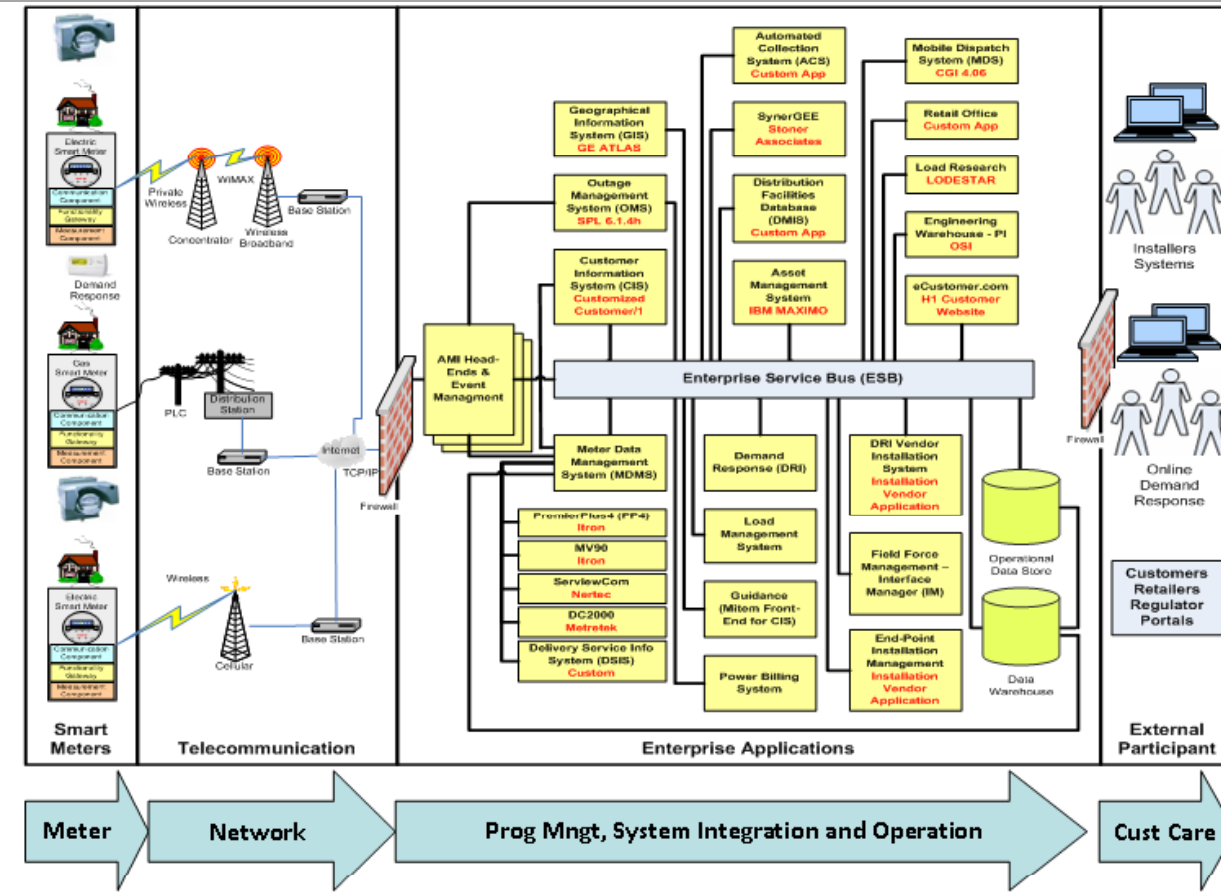 Electric
Smart Meter
Communication
Component
Functionality
Gateway
Measurement
Component
Demand
Response
Gas
Smart Meter
Communication
Component
Functionality
Gateway
Measurement
Component
Electric
Smart Meter
Communication
Component
Functionality
Gateway
Measurement
Component
Smart
Meters
Private
Wireless
WiMAX
Concentrator
Wireless
Broadband
Base Station
PLC
Distribution
Station
Base Station
Internet
TCP/IP
Firewall
Wireless
Cellular
Base Station
Telecommunication
AMI Head-
Ends &
Event
Managment
Geographical
Information
System (GIS)
GE ATLAS
Outage
Management
System (OMS)
SPL 6.1.4h
Customer
Information
System (CIS)
Customized
Customer/1
Automated
Collection
System (ACS)
Custom App
SynerGEE
Stoner
Associates
Distribution
Facilities
Database
(DMIS)
Custom App
Asset
Management
System
IBM MAXIMO
Mobile Dispatch
System (MDS)
CGI 4.06
Retail Office
Custom App
Load Research
LODESTAR
Engineering
Warehouse - PI
OSI
eCustomer.com
H1 Customer
Website
Enterprise Service Bus (ESB)
Meter Data
Management
System (MDMS)
PremierPlus4 (PP4)
Itron
MV90
Itron
ServiewCom
Nertec
DC2000
Metretek
Delivery Service Info
System (DSIS)
Custom
Demand
Response (DRI)
Load
Management
System
Guidance
(Mitem Front-
End for CIS)
Power Billing
System
DRI Vendor
Installation
System
Installation
Vendor
Application
Field Force
Management –
Interface
Manager (IM)
End-Point
Installation
Management
Installation
Vendor
Application
Operational
Data Store
Data
Warehouse
Enterprise Applications
Firewall
Installers
Systems
Online
Demand
Response
Customers
Retailers
Regulator
Portals
External
Participant
Meter
Network
Prog Mngt, System Integration and Operation
Cust Care